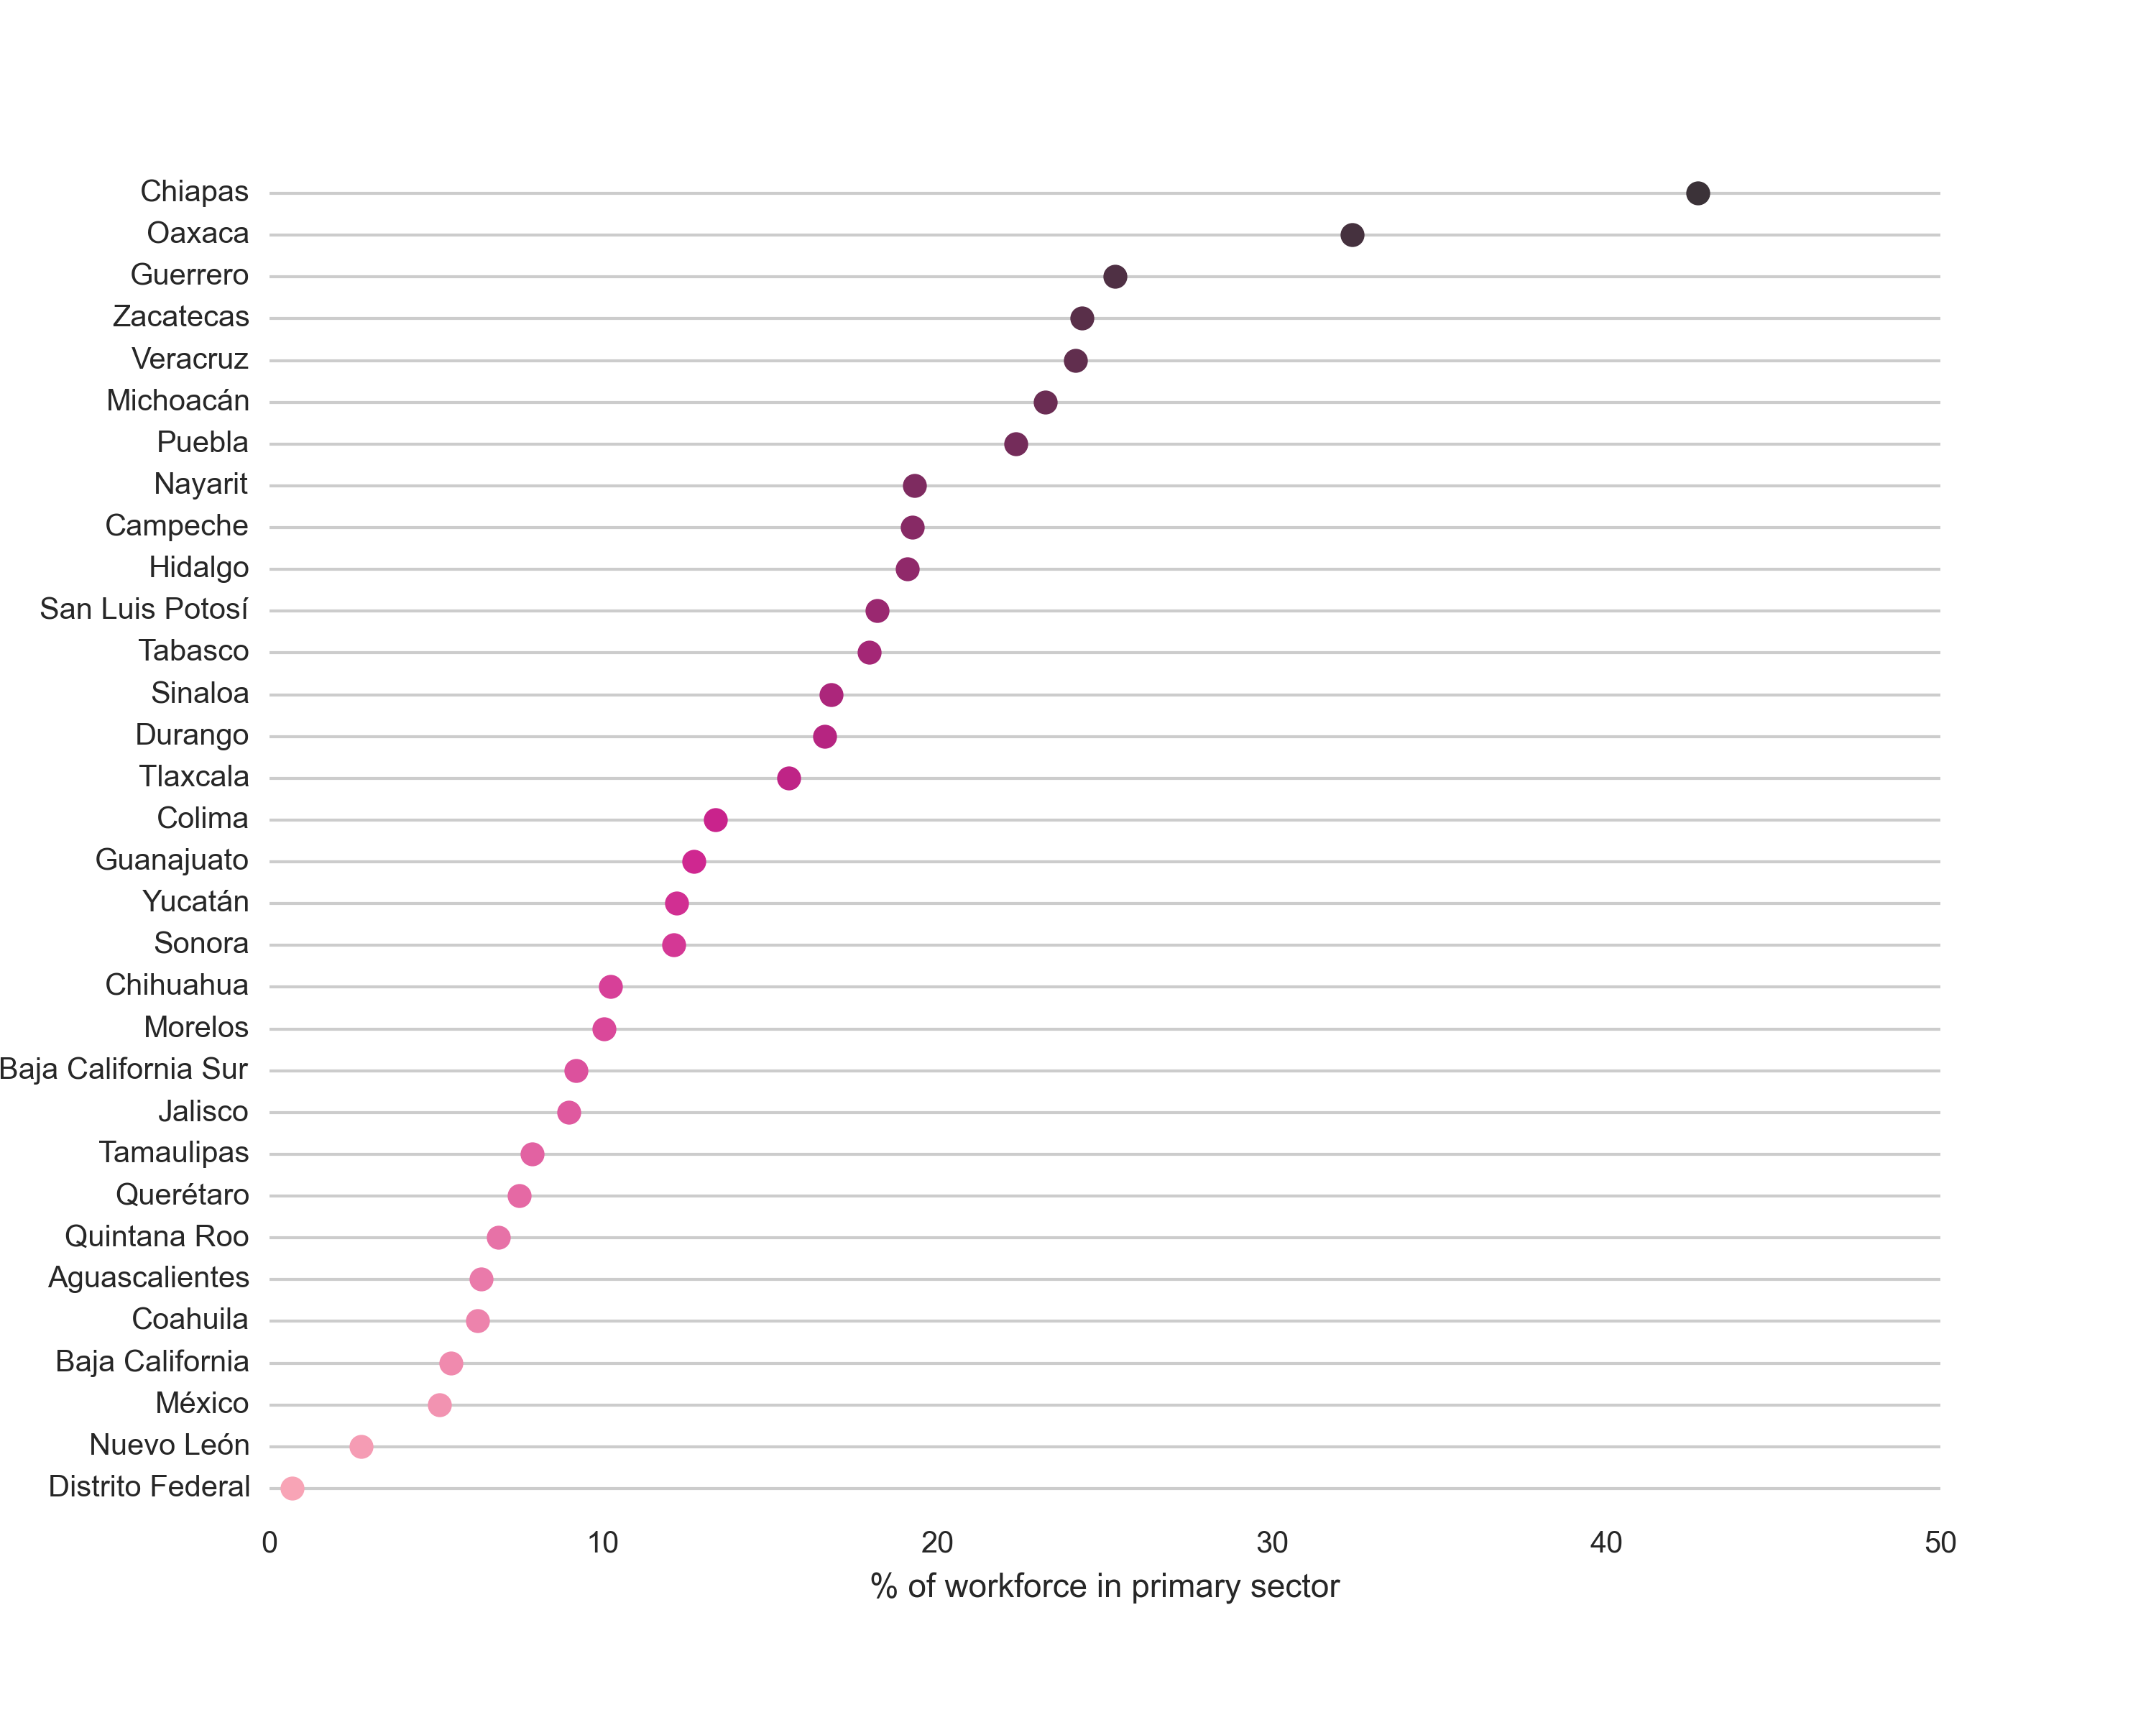 Chiapas
Oaxaca
Guerrero
Zacatecas
Veracruz
Michoacán
Puebla
Nayarit
Campeche
Hidalgo
San Luis Potosí
Tabasco
Sinaloa
Durango
Tlaxcala
Colima
Guanajuato
Yucatán
Sonora
Chihuahua
Morelos
Baja California Sur
Jalisco
Tamaulipas
Querétaro
Quintana Roo
Aguascalientes
Coahuila
Baja California
México
Nuevo León
Distrito Federal
0 10 20 30 40 50
% of workforce in primary sector